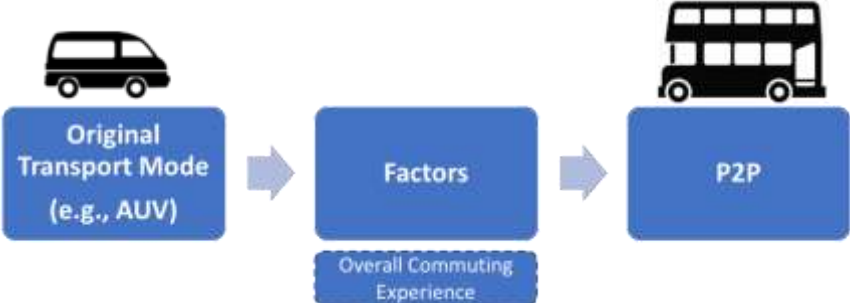 Original
Transport Mode
(e.g., AUV)
Factors
P2P
Overall Commuting
Experience